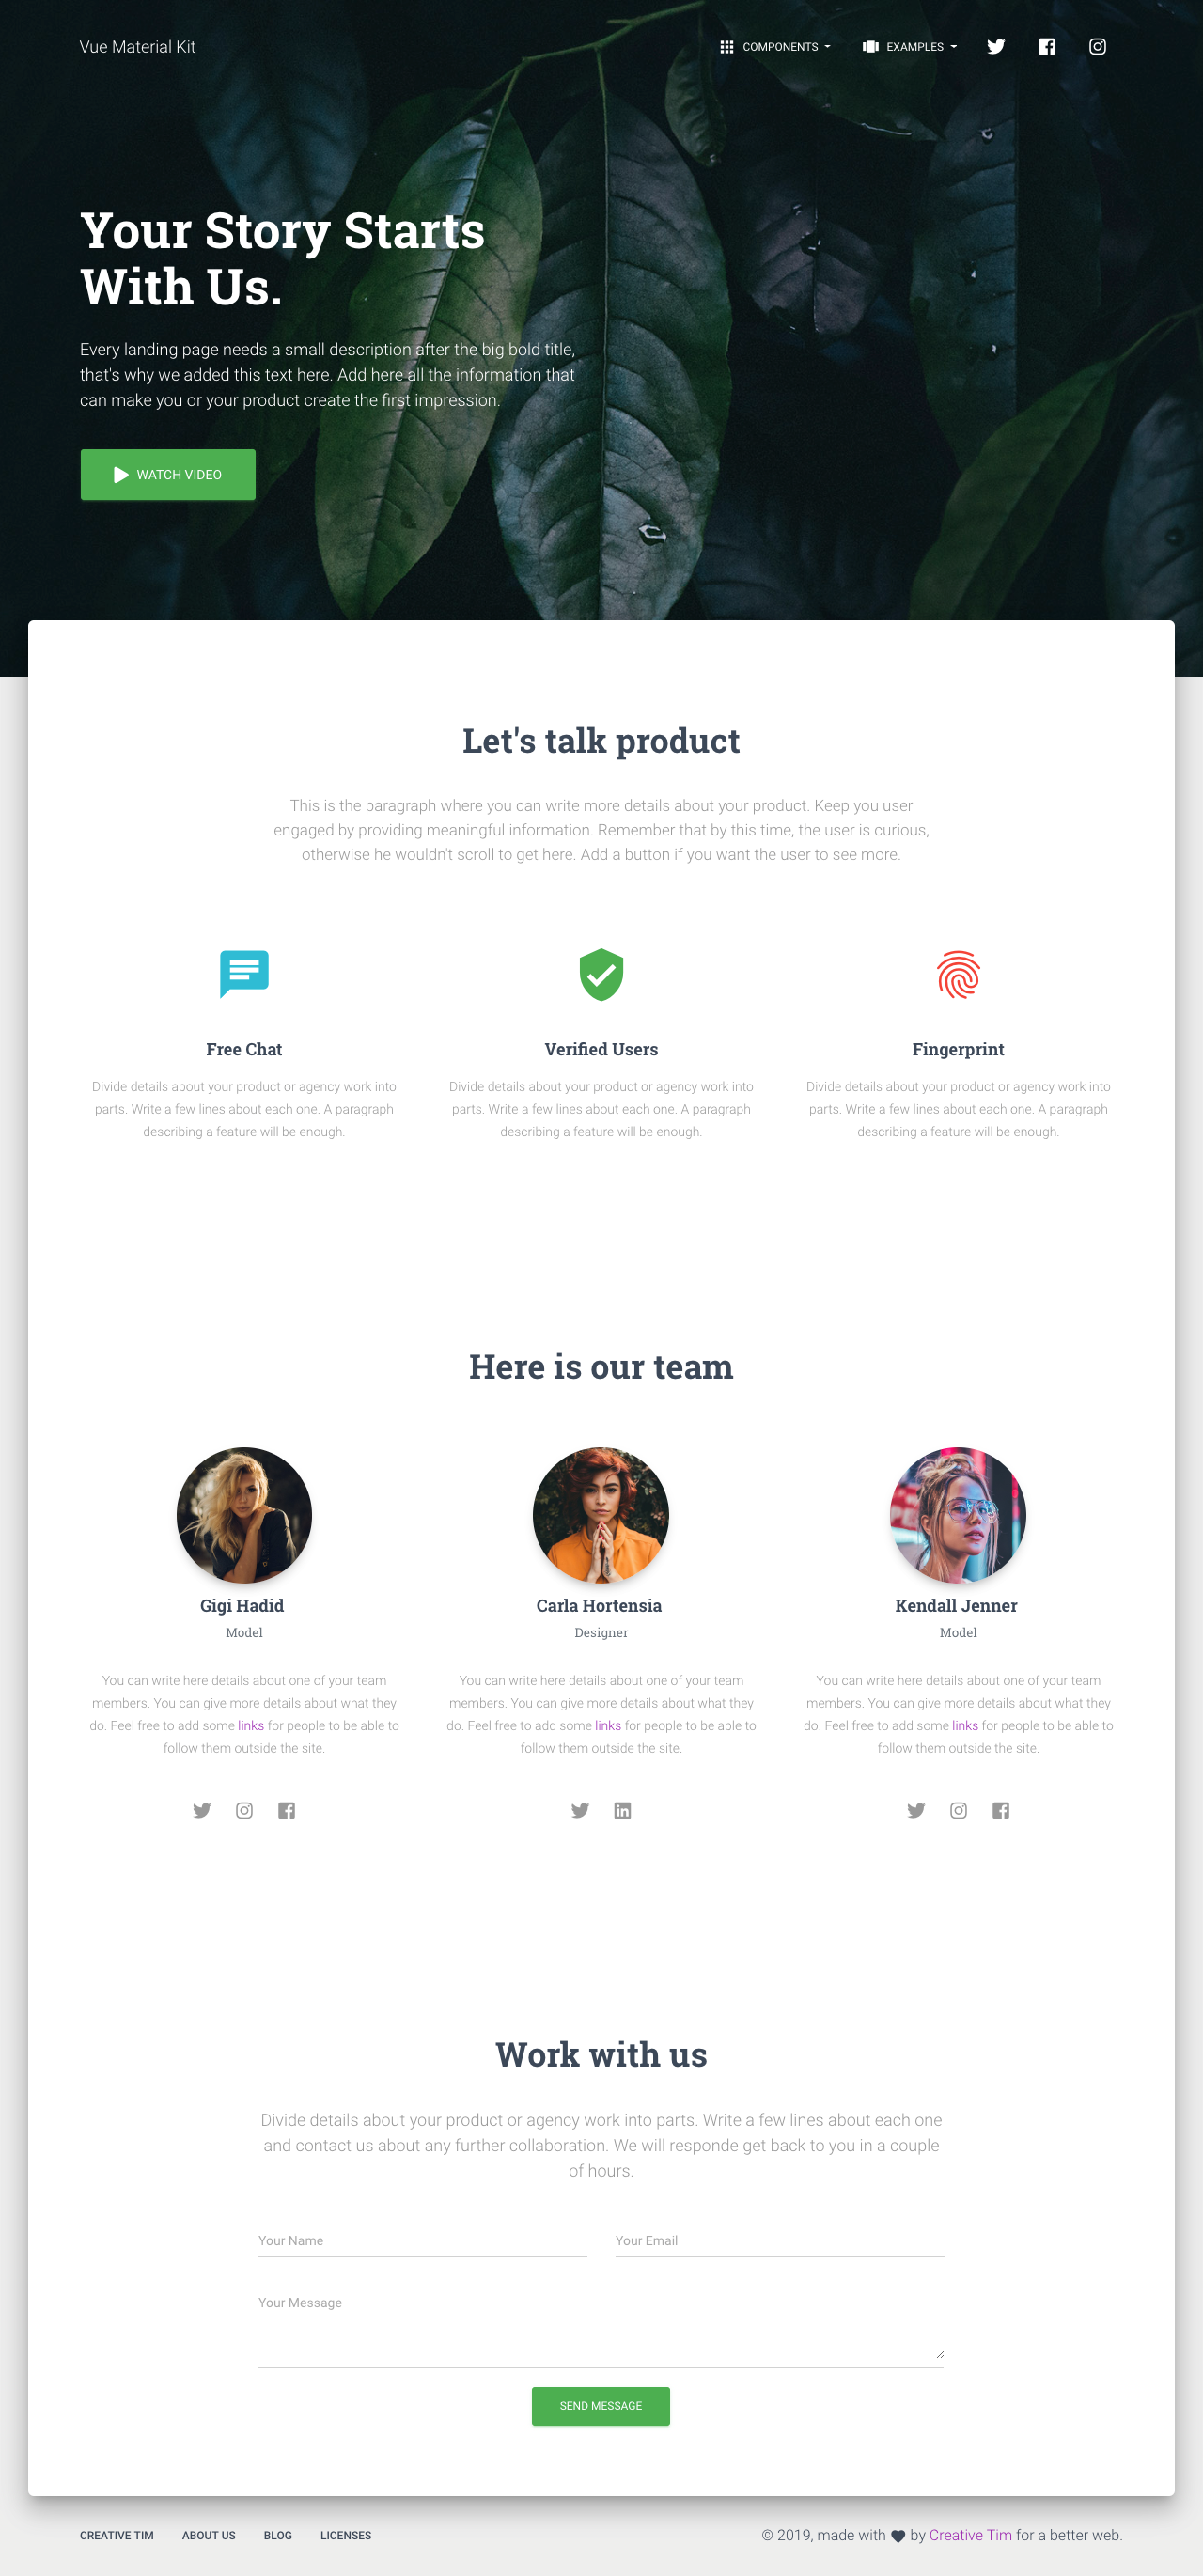 Vue Material Kit
COMPONENTS
EXAMPLES
Your Story Starts
With Us.
Every landing page needs a small description after the big bold title,
that's why we added this text here. Add here all the information that
can make you or your product create the first impression.
WATCH VIDEO
Let's talk product
This is the paragraph where you can write more details about your product. Keep you user
engaged by providing meaningful information. Remember that by this time, the user is curious,
otherwise he wouldn't scroll to get here. Add a button if you want the user to see more.
Free Chat
Divide details about your product or agency work into
parts. Write a few lines about each one. A paragraph
describing a feature will be enough.
Verified Users
Divide details about your product or agency work into
parts. Write a few lines about each one. A paragraph
describing a feature will be enough.
Fingerprint
Divide details about your product or agency work into
parts. Write a few lines about each one. A paragraph
describing a feature will be enough.
Here is our team
Gigi Hadid
Model
You can write here details about one of your team
members. You can give more details about what they
do. Feel free to add some links for people to be able to
follow them outside the site.
Carla Hortensia
Designer
You can write here details about one of your team
members. You can give more details about what they
do. Feel free to add some links for people to be able to
follow them outside the site.
Kendall Jenner
Model
You can write here details about one of your team
members. You can give more details about what they
do. Feel free to add some links for people to be able to
follow them outside the site.
Work with us
Divide details about your product or agency work into parts. Write a few lines about each one
and contact us about any further collaboration. We will responde get back to you in a couple
of hours.
Your Name
Your Email
Your Message
SEND MESSAGE
CREATIVE TIM
ABOUT US
BLOG
LICENSES
© 2019, made with by Creative Tim for a better web.